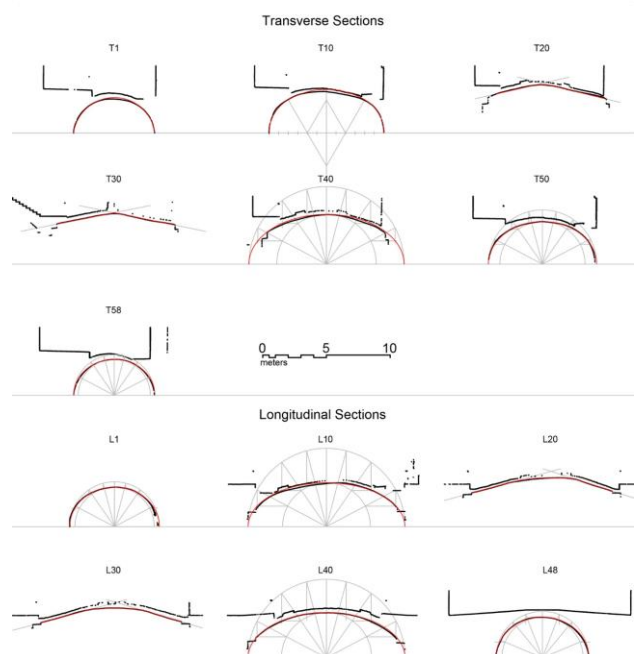 Transverse Sections
T1 T10 T20
T30 T40 T50
T58
0 5 10
meters
Longitudinal Sections
L1 L10 L20
L30 L40 L48